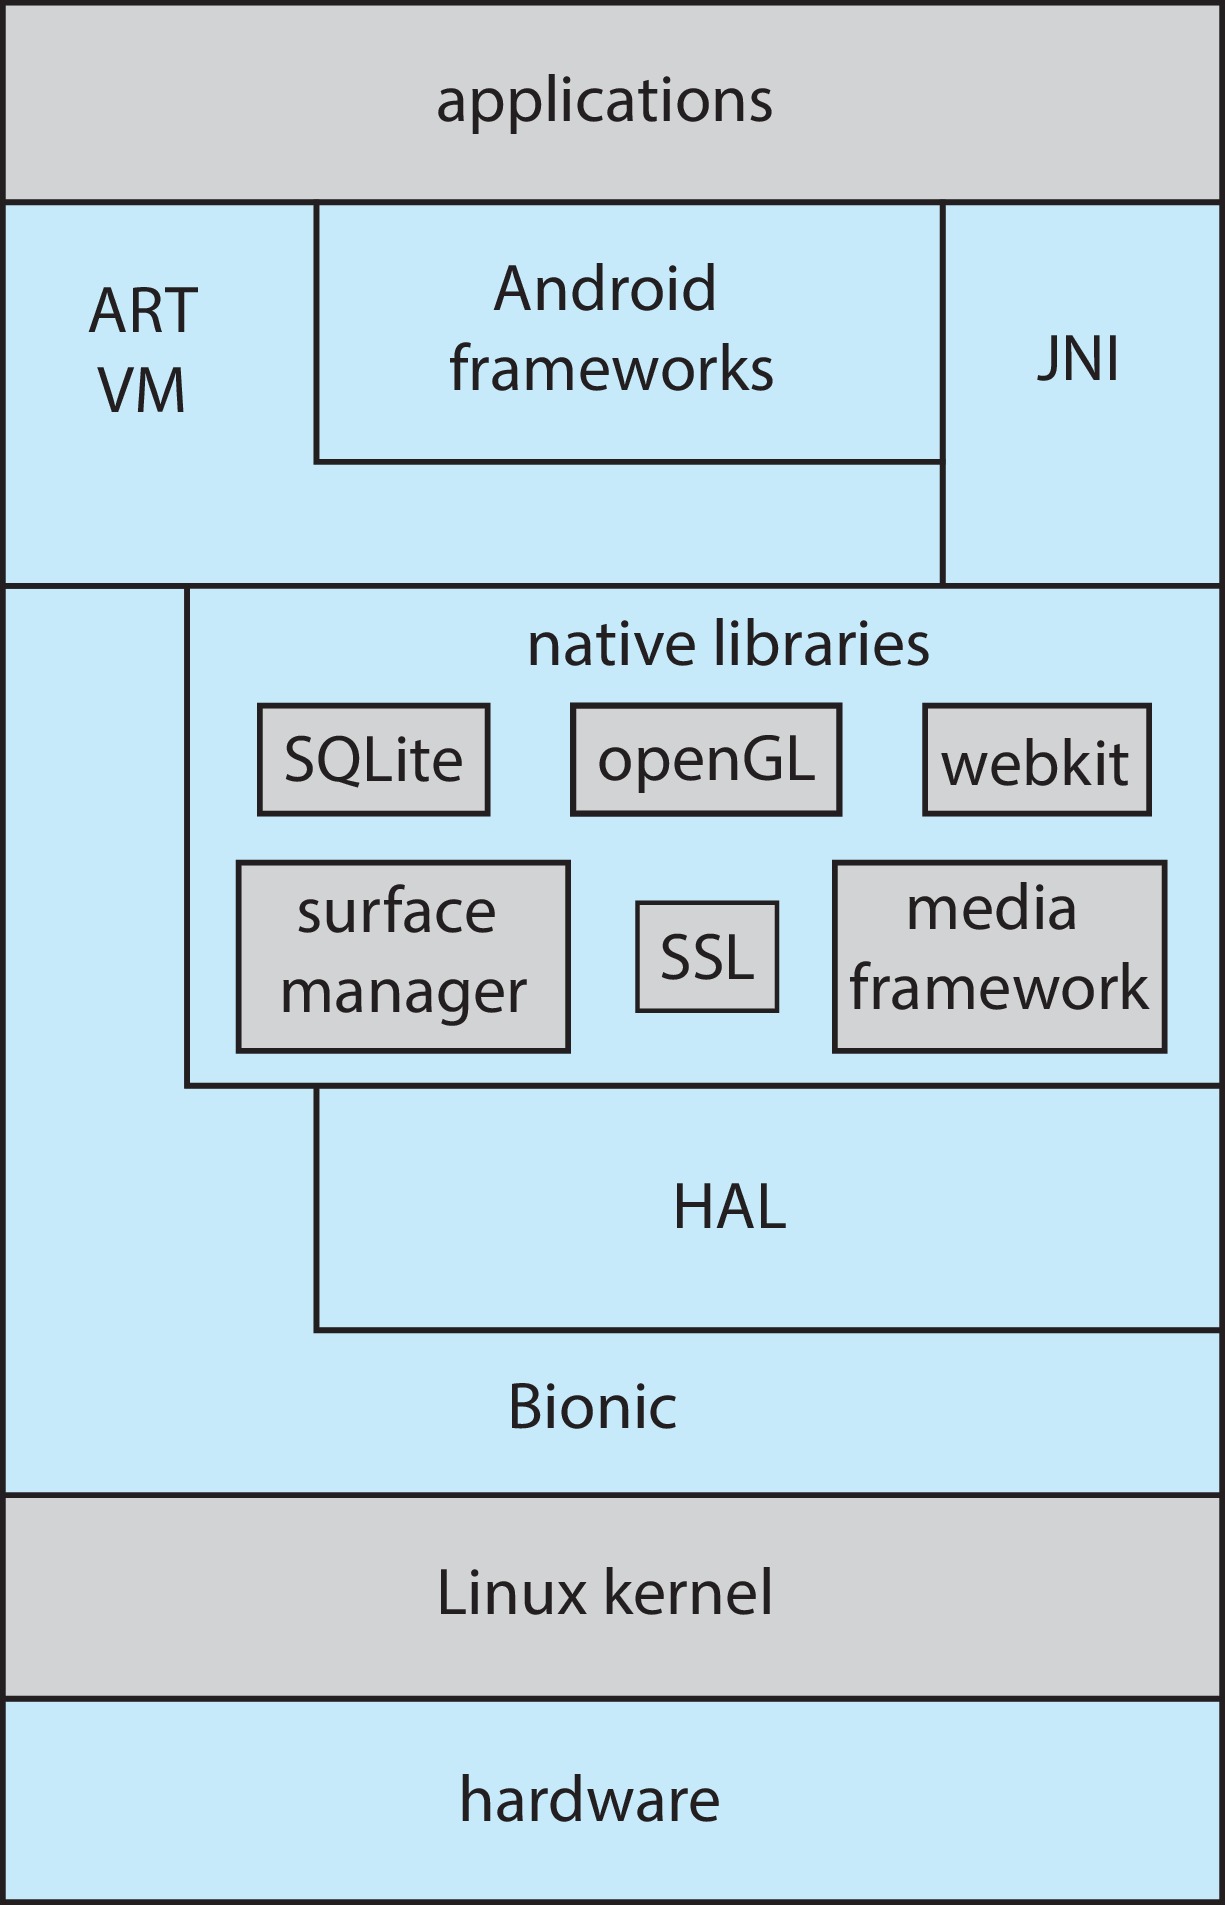 applications
ART
VM
Android
frameworks
JNI
native libraries
SQLite
openGL
webkit
surface
manager
SSL
media
framework
HAL
Bionic
Linux kernel
hardware